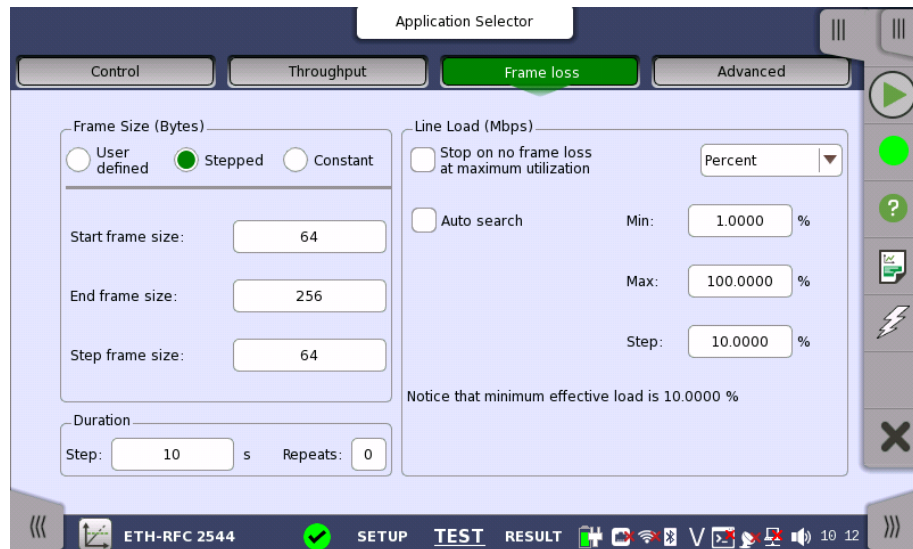 Application Selector
Control
Throughput
Frame loss
Advanced
Frame Size (Bytes)
User
defined
Stepped
Constant
Start frame size:
64
End frame size:
256
Step frame size:
64
Duration
Step:
10
s
Repeats:
0
Line Load (Mbps)
Stop on no frame loss
at maximum utilization
Percent
Auto search
Min:
1.0000
%
Max:
100.0000
%
Step:
10.0000
%
Notice that minimum effective load is 10.0000 %
ETH-RFC 2544
SETUP
TEST
RESULT
V
10 12